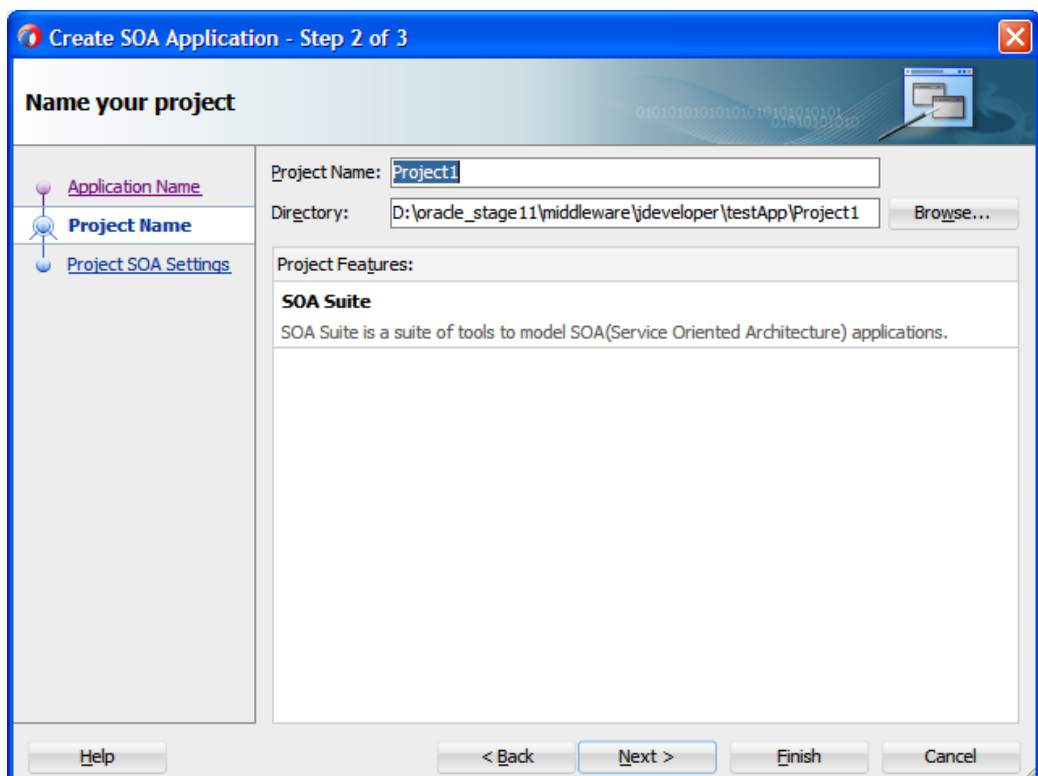 Create SOA Application - Step 2 of 3
Name your project
0101010101010101010101010101
01010101010
Application Name
Project Name
Project SOA Settings
Project Name: Project1
Directory: D:\oracle_stage11\middleware\jdeveloper\testApp\Project1 Browse...
Project Features:
SOA Suite
SOA Suite is a suite of tools to model SOA(Service Oriented Architecture) applications.
Help < Back Next > Finish Cancel